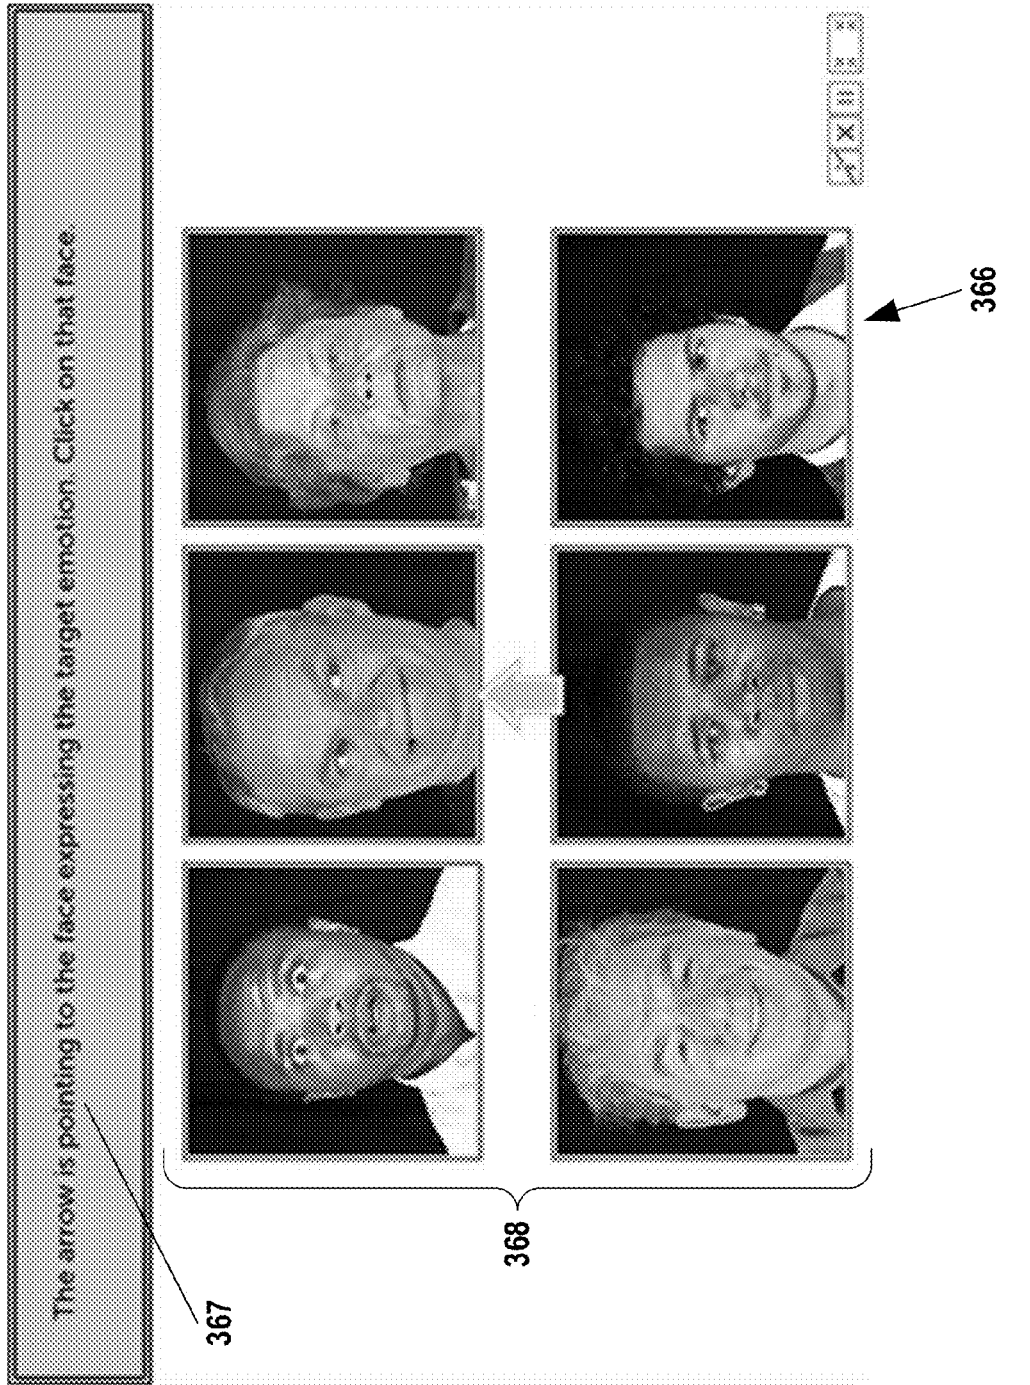 The arrow is pointing to the face expressing the target emotion. Click on that face.
367
368
366